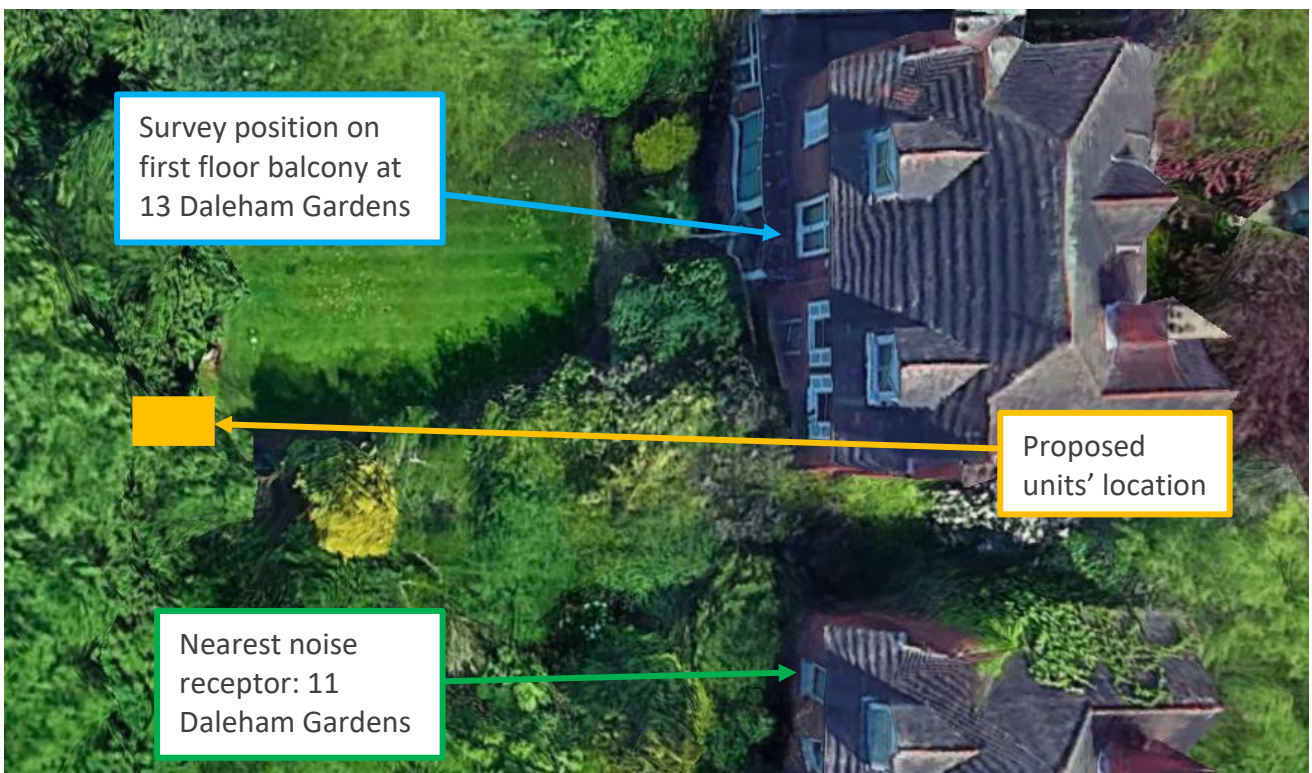 Survey position on
first floor balcony at
13 Daleham Gardens
Proposed
units’ location
Nearest noise
receptor: 11
Daleham Gardens